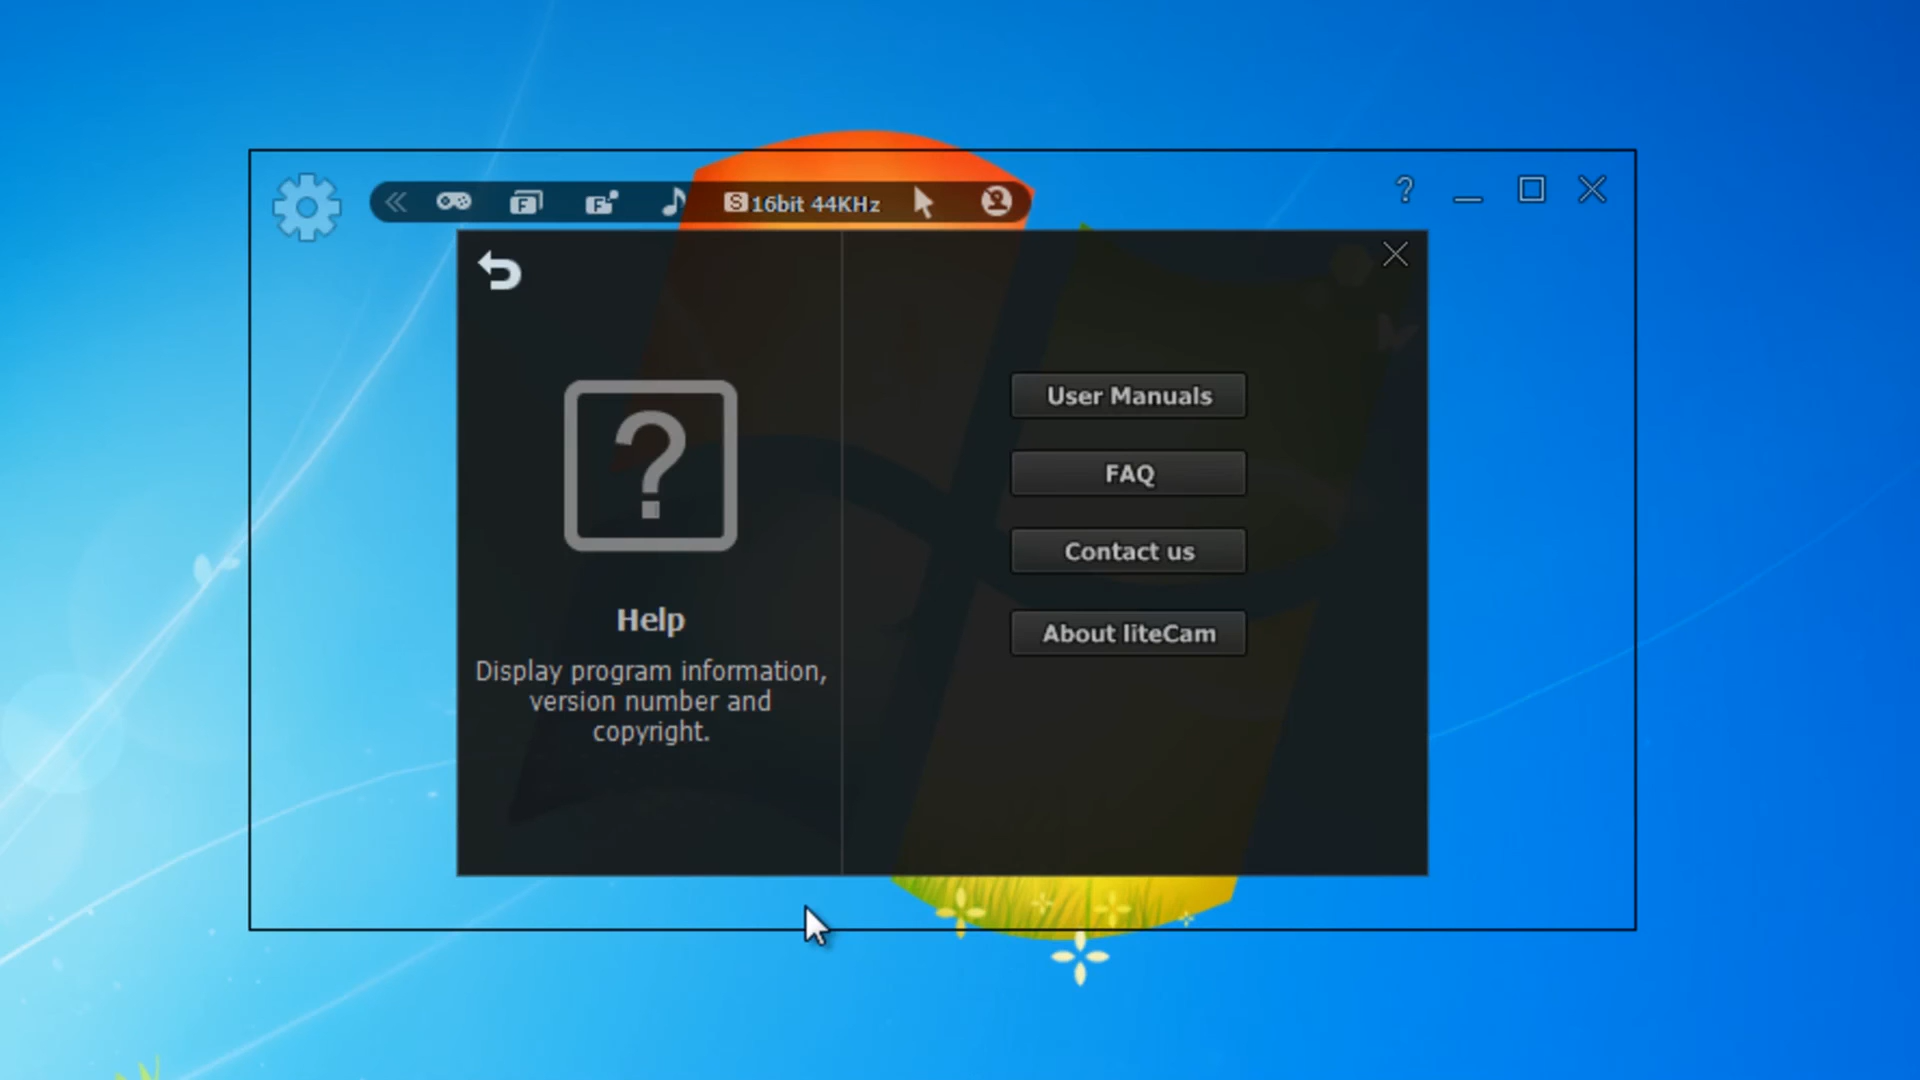 16bit 44KHz
?
User Manuals
FAQ
Contact us
About liteCam
?
Help
Display program information,
version number and
copyright.